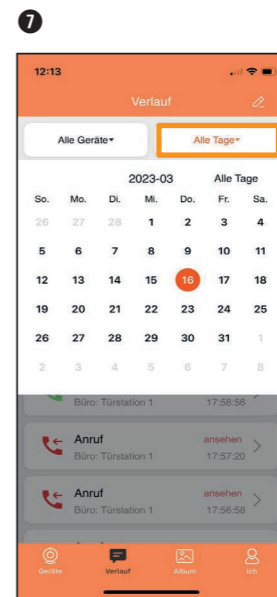 7
12:13
Verlauf
Alle Geräte▾ Alle Tage▾
2023-03 Alle Tage
So. Mo. Di. Mi. Do. Fr. Sa.
26 27 28 1 2 3 4
5 6 7 8 9 10 11
12 13 14 15 16 17 18
19 20 21 22 23 24 25
26 27 28 29 30 31 1
2 3 4 5 6 7 8
Büro: Türstation 1 17:58:56
Anruf ansehen
Büro: Türstation 1 17:57:20
Anruf ansehen
Büro: Türstation 1 17:56:58
Geräte Verlauf Album Ich